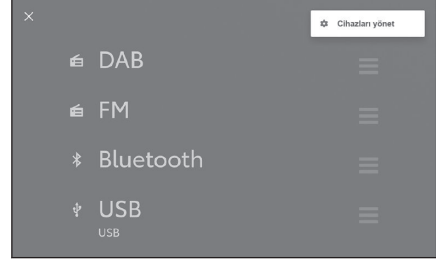 Cihazları yönet
DAB
FM
Bluetooth
USB
USB